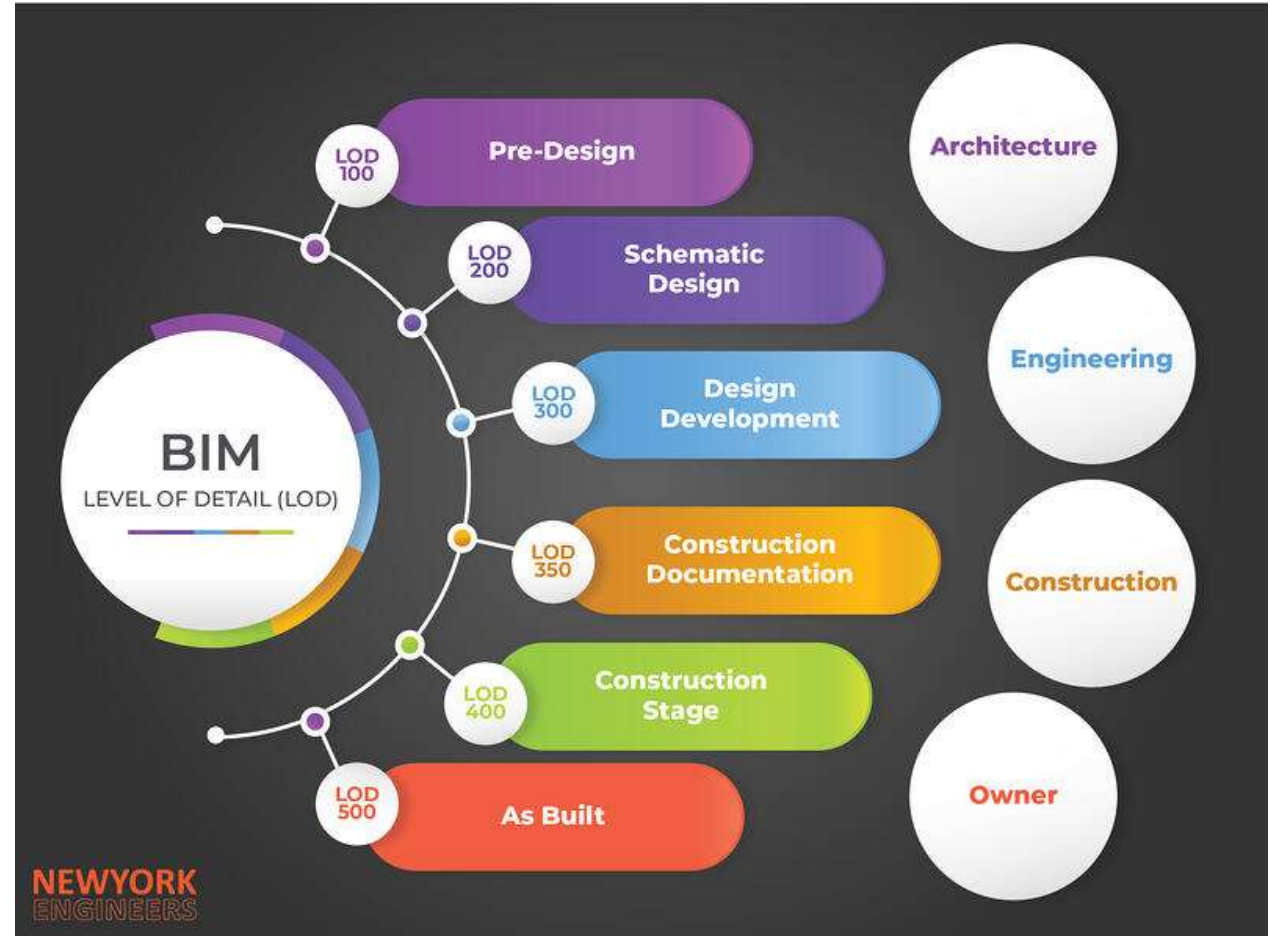 LOD
100
Pre-Design
Architecture
LOD
200
Schematic
Design
Engineering
LOD
300
Design
Development
BIM
LEVEL OF DETAIL (LOD)
LOD
350
Construction
Documentation
Construction
LOD
400
Construction
Stage
LOD
500
As Built
Owner
NEWYORK
ENGINEERS